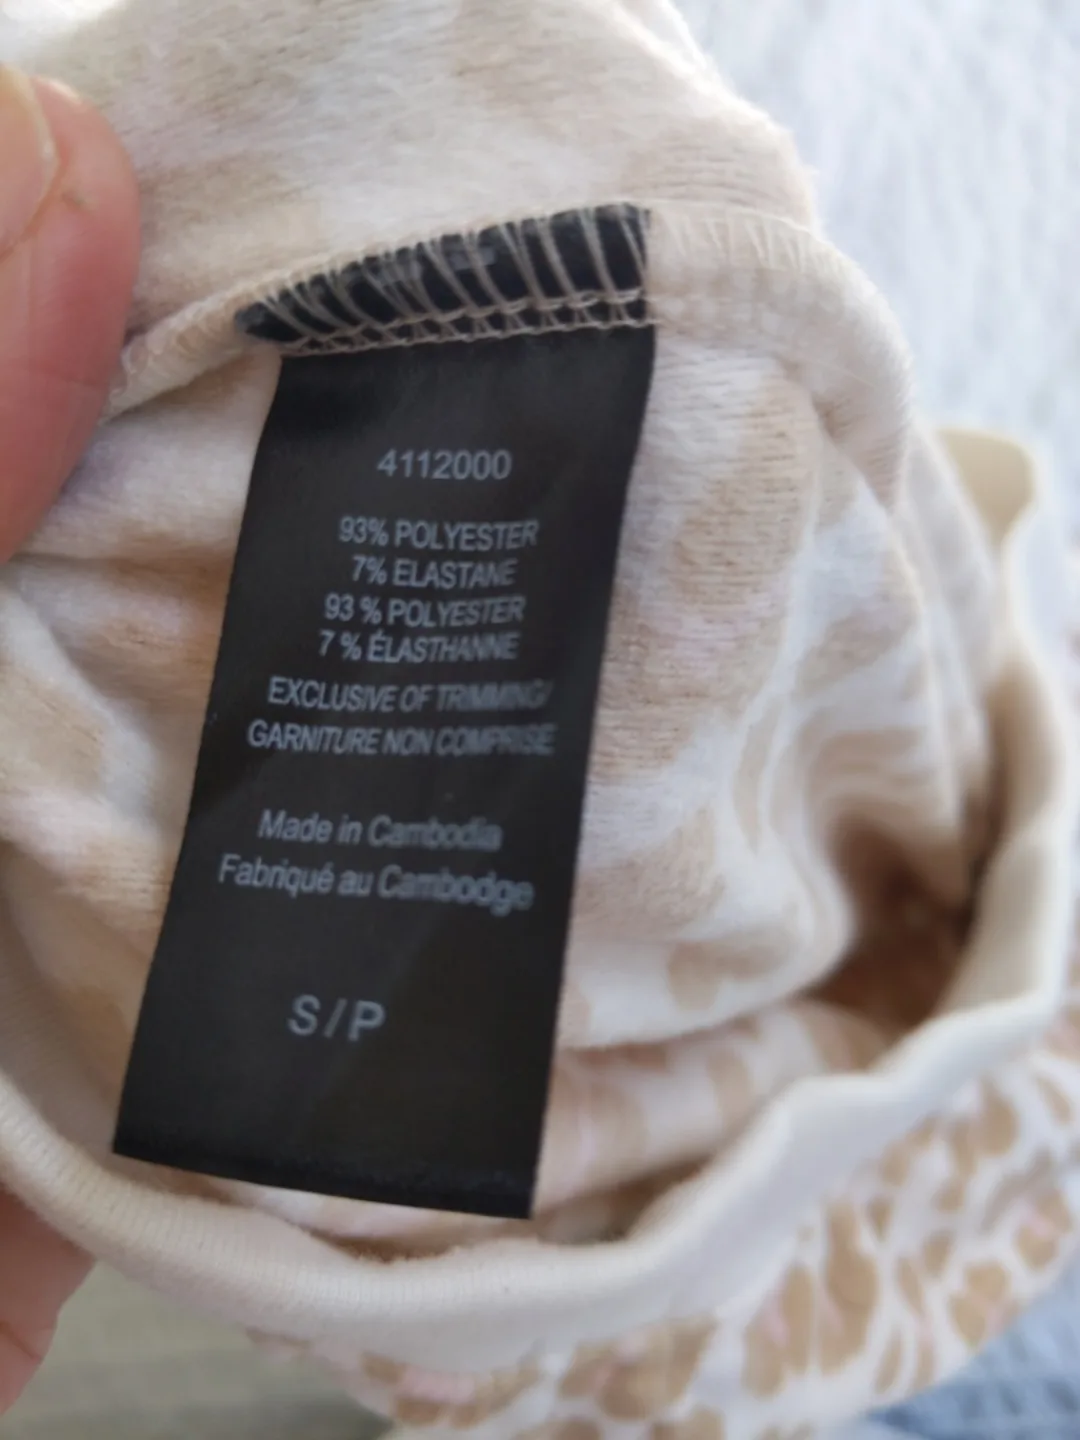 4112000
93% POLYESTER
7% ELASTANE
93 % POLYESTER
7 % ÉLASTHANNE
EXCLUSIVE OF TRIMMING/
GARNITURE NON COMPRISE
Made in Cambodia
Fabriqué au Cambodge
S / P